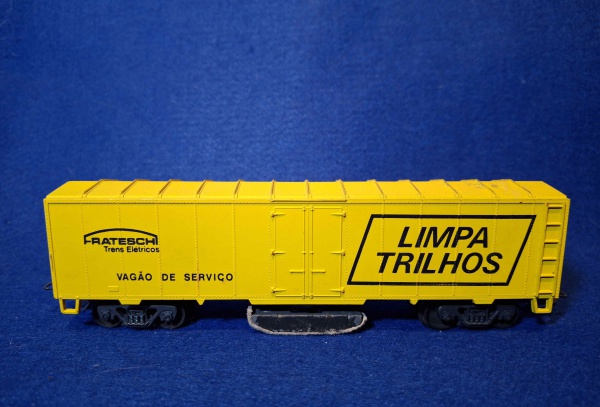 FRATESCHI
Trens Elétricos
VAGÃO DE SERVIÇO
LIMPA
TRILHOS